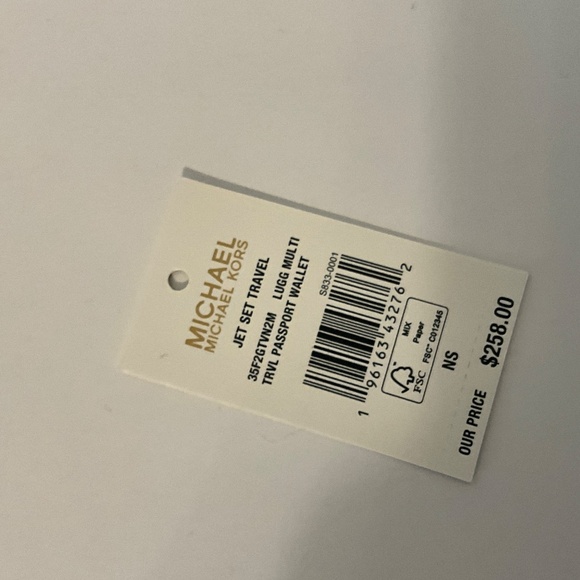 MICHAEL
MICHAEL KORS
JET SET TRAVEL
35F2GTVN2M LUGG MULTI
TRVL PASSPORT WALLET
S833-0001
1 96163 43276 2
FSC
MIX
Paper
FSC™ C012345
NS
OUR PRICE $258.00